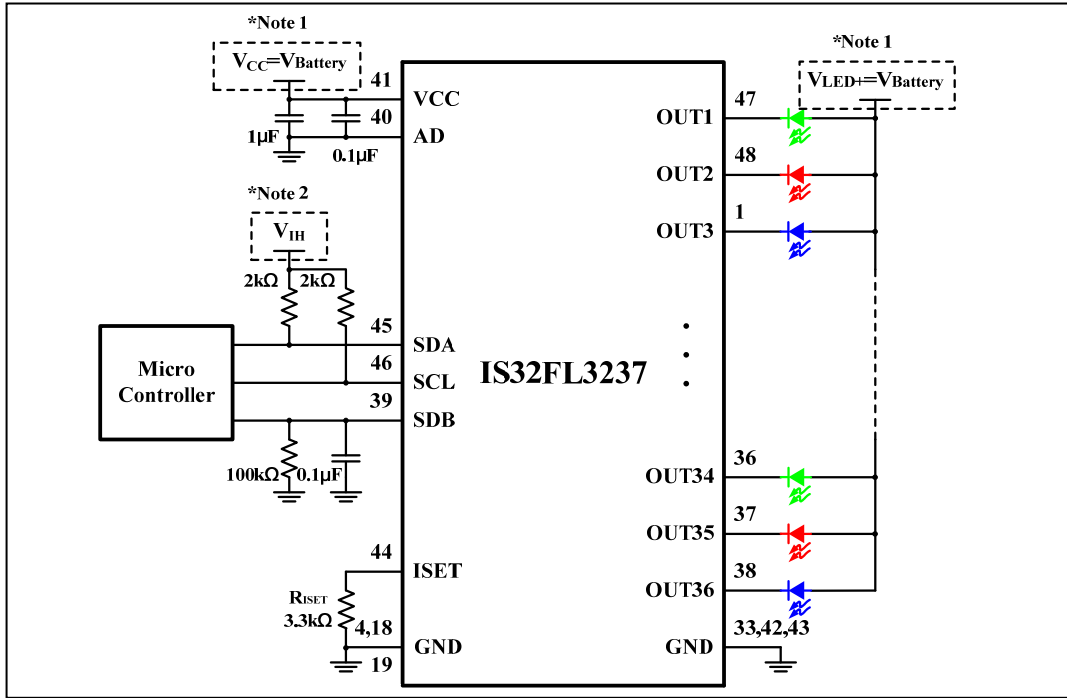 *Note 1
VCC=VBattery
41
VCC
40
AD
1µF
0.1µF
*Note 2
VIH
2kΩ 2kΩ
Micro
Controller
45
SDA
46
SCL
39
SDB
100kΩ 0.1µF
44
ISET
RISET
3.3kΩ
4,18
GND
19
IS32FL3237
*Note 1
VLED+=VBattery
OUT1 47
OUT2 48
OUT3 1
OUT34 36
OUT35 37
OUT36 38
GND 33,42,43